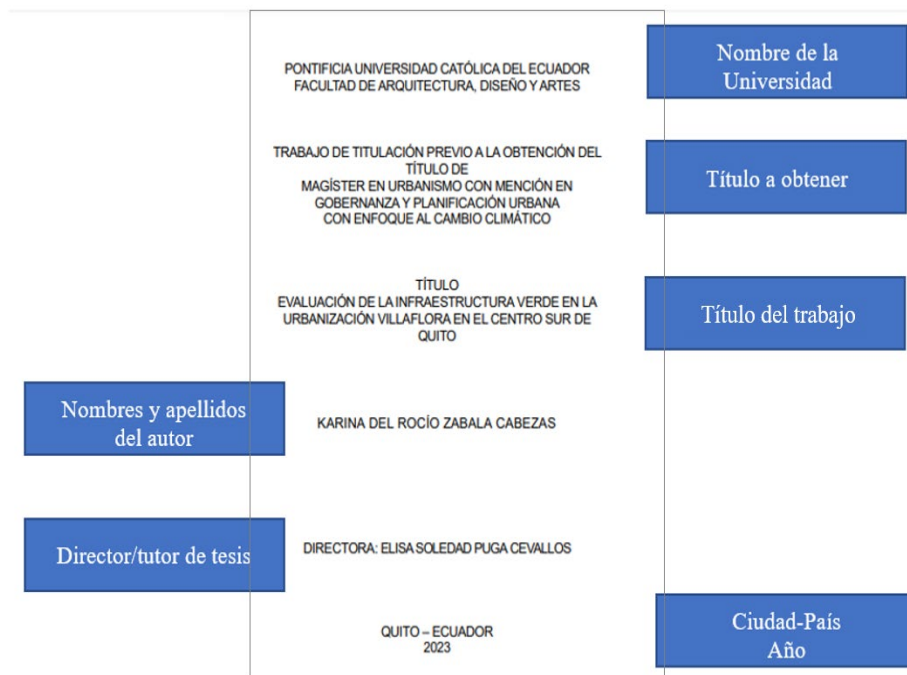 PONTIFICIA UNIVERSIDAD CATÓLICA DEL ECUADOR
FACULTAD DE ARQUITECTURA, DISEÑO Y ARTES
Nombre de la
Universidad
TRABAJO DE TITULACIÓN PREVIO A LA OBTENCIÓN DEL
TÍTULO DE
MAGÍSTER EN URBANISMO CON MENCIÓN EN
GOBERNANZA Y PLANIFICACIÓN URBANA
CON ENFOQUE AL CAMBIO CLIMÁTICO
Título a obtener
TÍTULO
EVALUACIÓN DE LA INFRAESTRUCTURA VERDE EN LA
URBANIZACIÓN VILLAFLORA EN EL CENTRO SUR DE
QUITO
Título del trabajo
Nombres y apellidos
del autor
KARINA DEL ROCÍO ZABALA CABEZAS
Director/tutor de tesis
DIRECTORA: ELISA SOLEDAD PUGA CEVALLOS
QUITO – ECUADOR
2023
Ciudad-País
Año